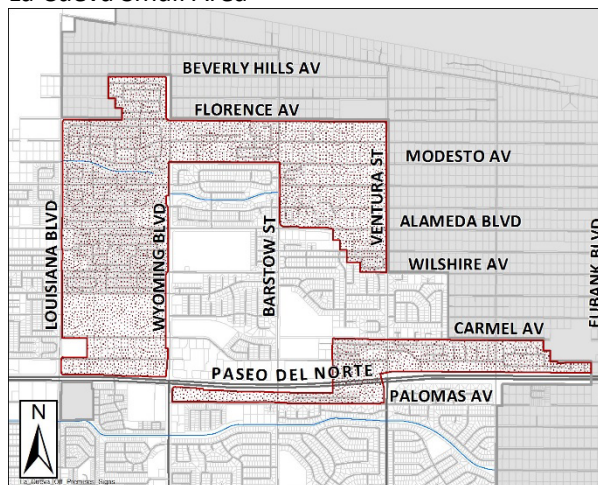 La Cueva Small Area
BEVERLY HILLS AV
FLORENCE AV
MODESTO AV
VENTURA ST
ALAMEDA BLVD
LOUISIANA BLVD
WYOMING BLVD
BARSTOW ST
WILSHIRE AV
EUBANK BLVD
CARMEL AV
PASEO DEL NORTE
PALOMAS AV
N